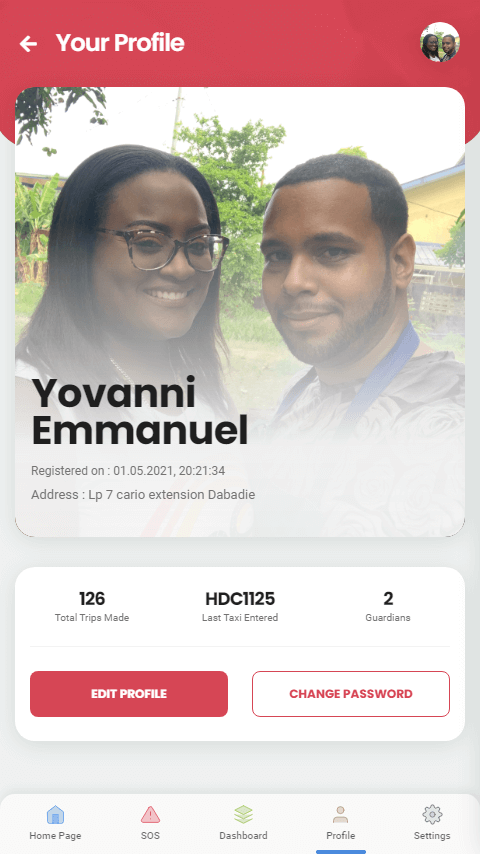 Your Profile
Yovanni
Emmanuel
Registered on : 01.05.2021, 20:21:34
Address : Lp 7 cario extension Dabadie
126
HDC1125
2
Total Trips Made
Last Taxi Entered
Guardians
EDIT PROFILE
CHANGE PASSWORD
Home Page
SOS
Dashboard
Profile
Settings